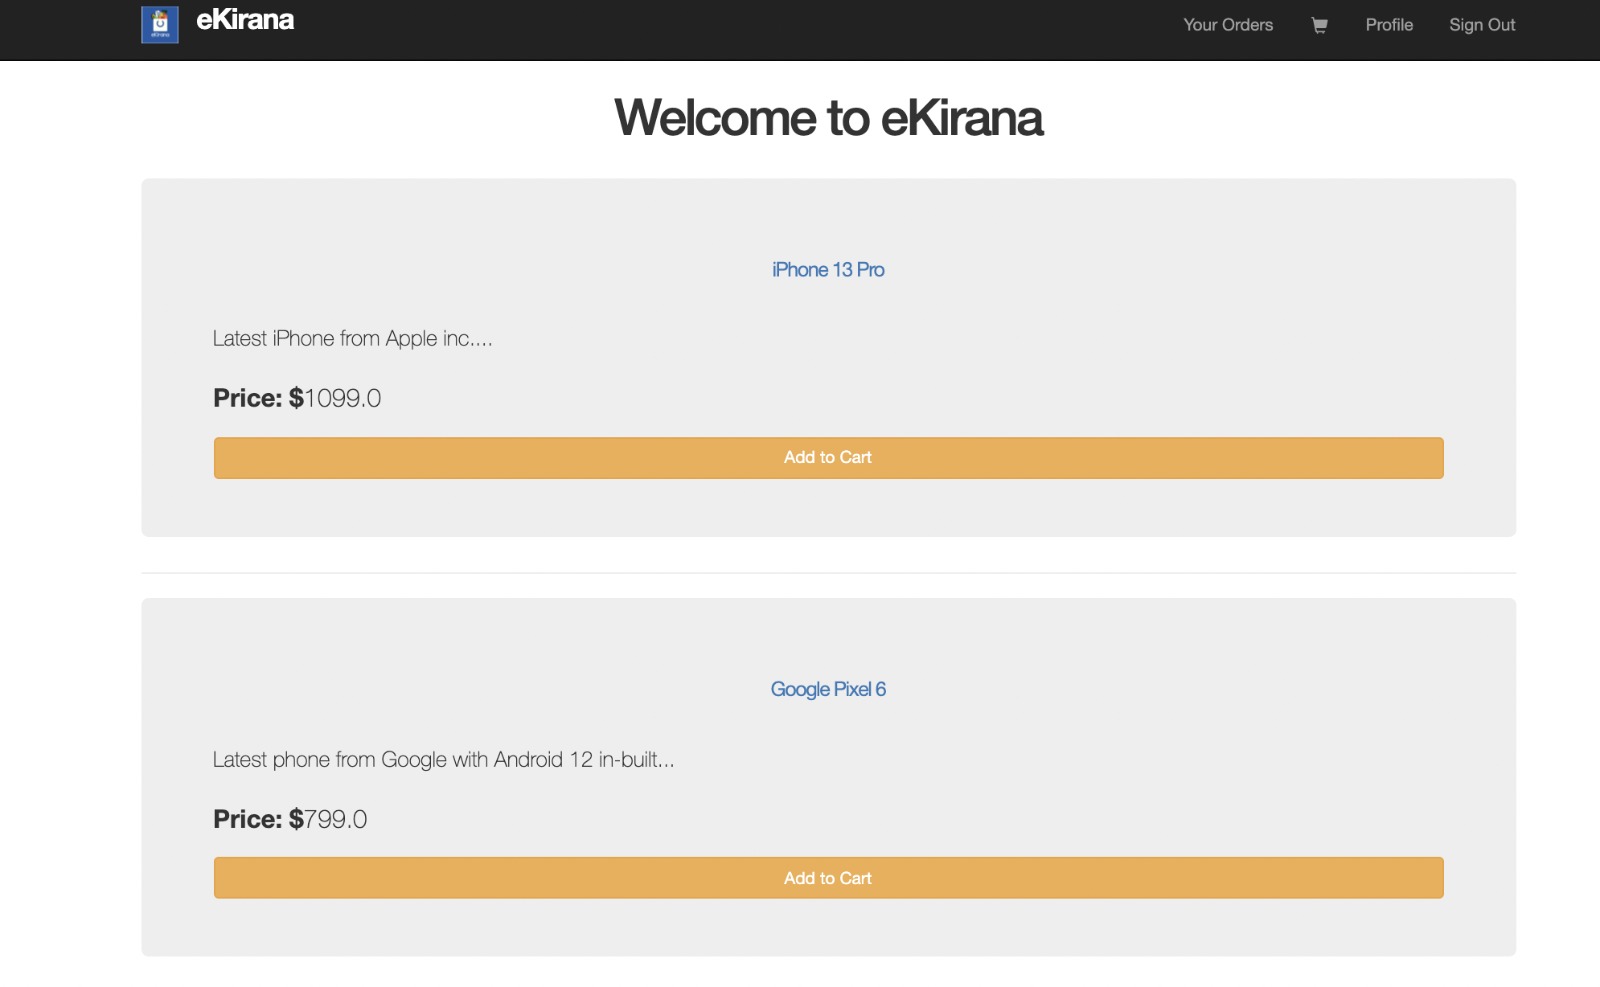 eKirana
eKirana
Your Orders
Profile
Sign Out
Welcome to eKirana
iPhone 13 Pro
Latest iPhone from Apple inc....
Price: $1099.0
Add to Cart
Google Pixel 6
Latest phone from Google with Android 12 in-built...
Price: $799.0
Add to Cart